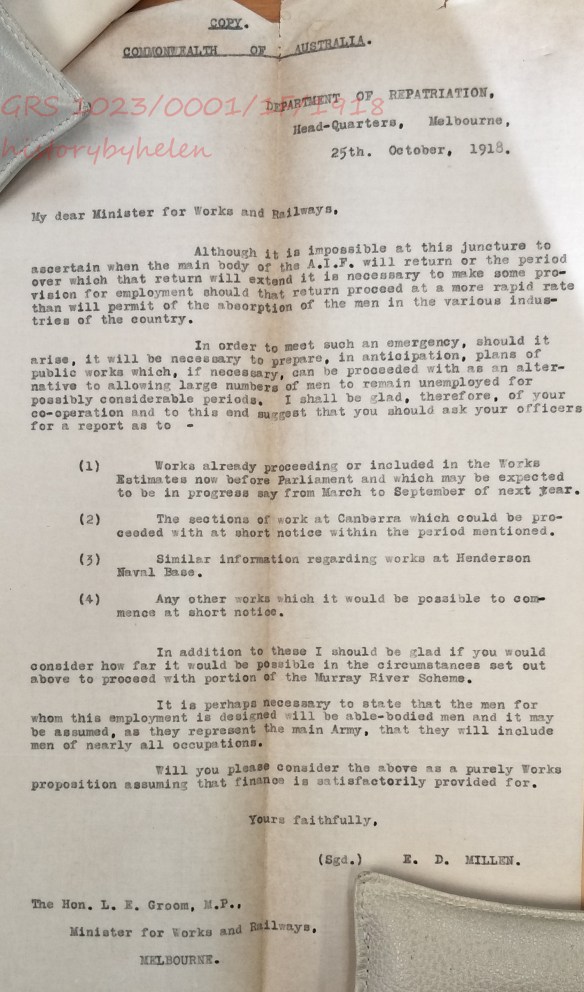 COPY.
COMMONWEALTH OF AUSTRALIA.
GRS 1023/0001/17/1918
DEPARTMENT OF REPATRIATION,
Head-Quarters, Melbourne,
historybyhelen
25th. October, 1918.
My dear Minister for Works and Railways,
Although it is impossible at this juncture to
ascertain when the main body of the A.I.F. will return or the period
over which that return will extend it is necessary to make some pro-
vision for employment should that return proceed at a more rapid rate
than will permit of the absorption of the men in the various indus-
tries of the country.
In order to meet such an emergency, should it
arise, it will be necessary to prepare, in anticipation, plans of
public works which, if necessary, can be proceeded with as an alter-
native to allowing large numbers of men to remain unemployed for
possibly considerable periods. I shall be glad, therefore, of your
co-operation and to this end suggest that you should ask your officers
for a report as to -
(1) Works already proceeding or included in the Works
Estimates now before Parliament and which may be expected
to be in progress say from March to September of next year.
(2) The sections of work at Canberra which could be pro-
ceeded with at short notice within the period mentioned.
(3) Similar information regarding works at Henderson
Naval Base.
(4) Any other works which it would be possible to com-
mence at short notice.
In addition to these I should be glad if you would
consider how far it would be possible in the circumstances set out
above to proceed with portion of the Murray River Scheme.
It is perhaps necessary to state that the men for
whom this employment is designed will be able-bodied men and it may
be assumed, as they represent the main Army, that they will include
men of nearly all occupations.
Will you please consider the above as a purely Works
proposition assuming that finance is satisfactorily provided for.
Yours faithfully,
(Sgd.) E. D. MILLEN.
The Hon. L. E. Groom, M.P.,
Minister for Works and Railways,
MELBOURNE.